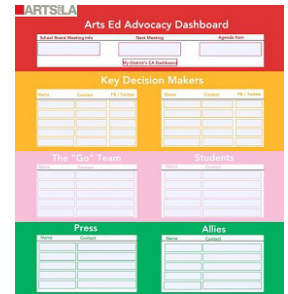 ARTS for LA
Arts Ed Advocacy Dashboard
School Board Meeting Info Next Meeting Agenda Item
My District's CA Dashboard
Key Decision Makers
Name Contact FB / Twitter Name Contact FB / Twitter
The "Go" Team Students
Name Contact Name Contact
Press Allies
Name Contact Name Contact